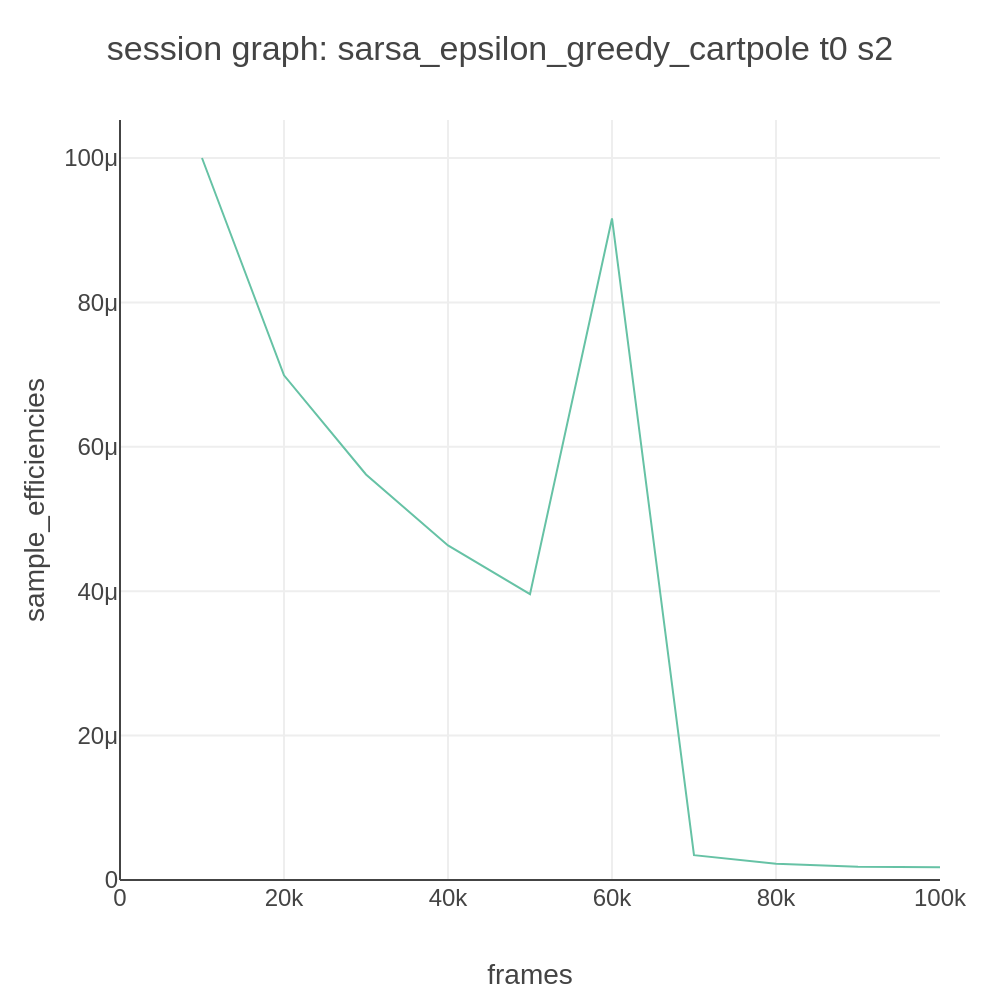 session graph: sarsa_epsilon_greedy_cartpole t0 s2
100μ
80μ
60μ
40μ
20μ
0
sample_efficiencies
0 20k 40k 60k 80k 100k
frames